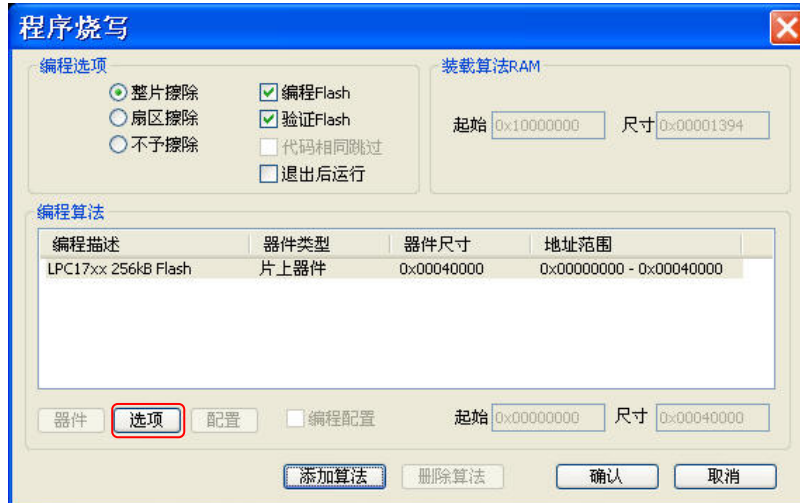 程序烧写
编程选项
装载算法RAM
整片擦除
编程Flash
扇区擦除
验证Flash
起始 0x10000000 尺寸 0x00001394
不予擦除
代码相同跳过
退出后运行
编程算法
编程描述 器件类型 器件尺寸 地址范围
LPC17xx 256kB Flash 片上器件 0x00040000 0x00000000 - 0x00040000
器件 选项 配置 编程配置 起始 0x00000000 尺寸 0x00040000
添加算法 删除算法 确认 取消